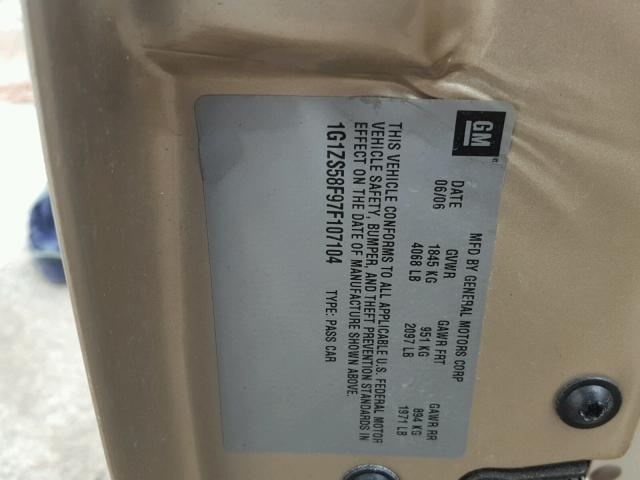 GM
MFD BY GENERAL MOTORS CORP
DATE GVWR GAWR FRT GAWR RR
06/06 1845 KG 951 KG 894 KG
4068 LB 2097 LB 1971 LB
THIS VEHICLE CONFORMS TO ALL APPLICABLE U.S. FEDERAL MOTOR
VEHICLE SAFETY, BUMPER, AND THEFT PREVENTION STANDARDS IN
EFFECT ON THE DATE OF MANUFACTURE SHOWN ABOVE.
1G1ZS58F97F107104 TYPE: PASS CAR